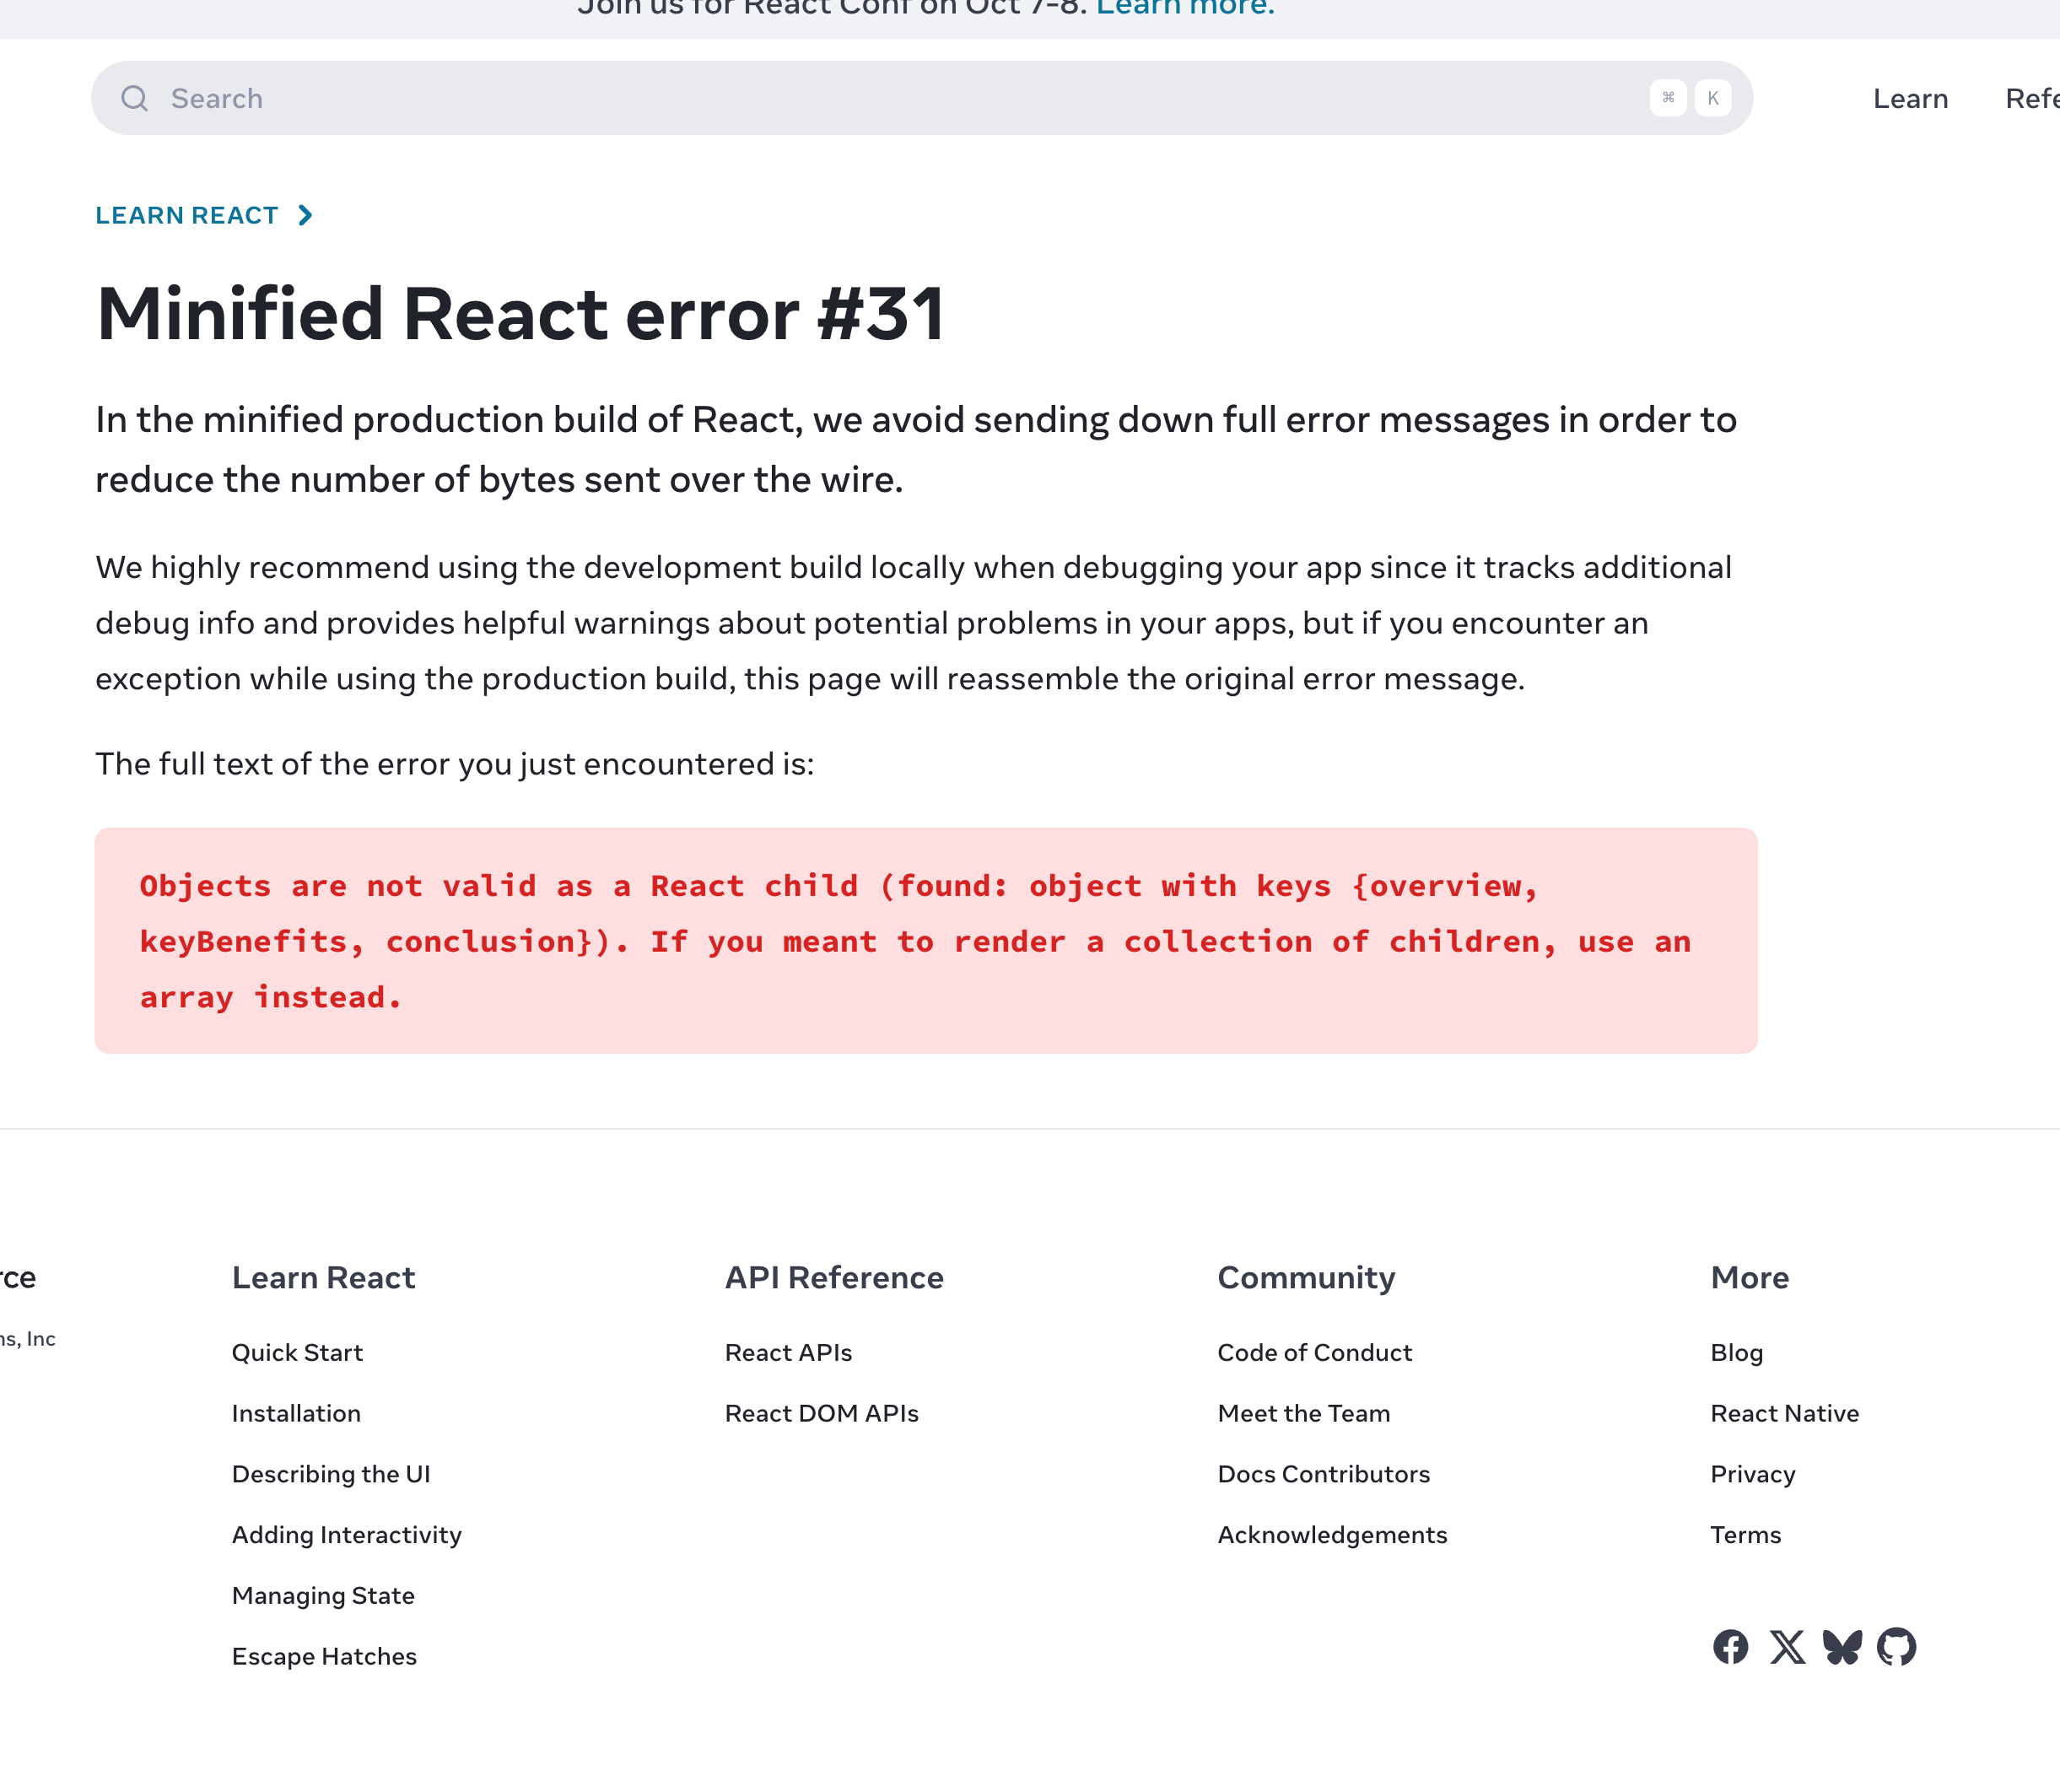 Join us for React Conf on Oct 7-8. Learn more.
Search ⌘ K Learn
LEARN REACT
Minified React error #31
In the minified production build of React, we avoid sending down full error messages in order to
reduce the number of bytes sent over the wire.
We highly recommend using the development build locally when debugging your app since it tracks additional
debug info and provides helpful warnings about potential problems in your apps, but if you encounter an
exception while using the production build, this page will reassemble the original error message.
The full text of the error you just encountered is:
Objects are not valid as a React child (found: object with keys {overview,
keyBenefits, conclusion}). If you meant to render a collection of children, use an
array instead.
Learn React API Reference Community More
Inc
Quick Start React APIs Code of Conduct Blog
Installation React DOM APIs Meet the Team React Native
Describing the UI Docs Contributors Privacy
Adding Interactivity Acknowledgements Terms
Managing State
Escape Hatches